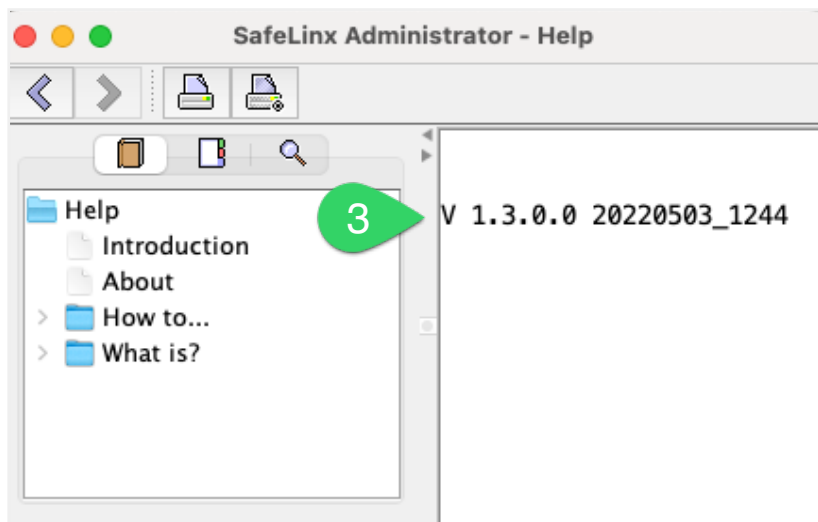 SafeLinx Administrator - Help
Help
Introduction
About
How to...
What is?
3
V 1.3.0.0 20220503_1244